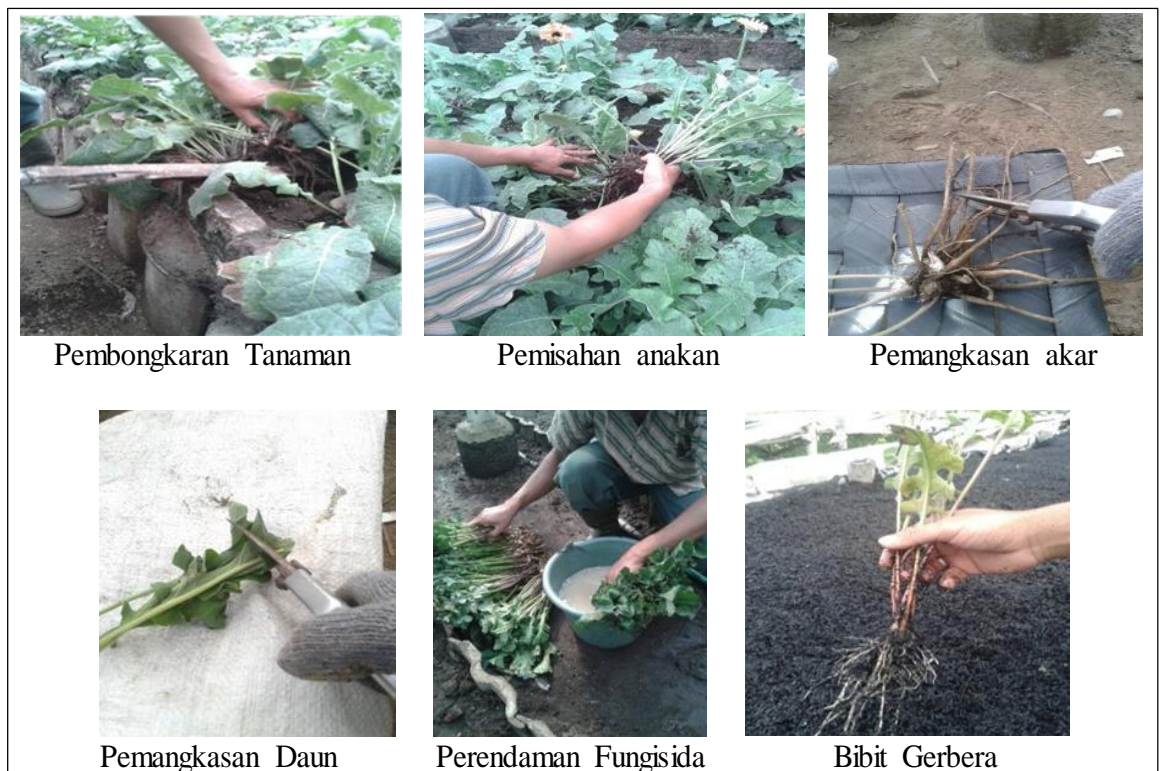 Pembongkaran Tanaman
Pemisahan anakan
Pemangkasan akar
Pemangkasan Daun
Perendaman Fungisida
Bibit Gerbera